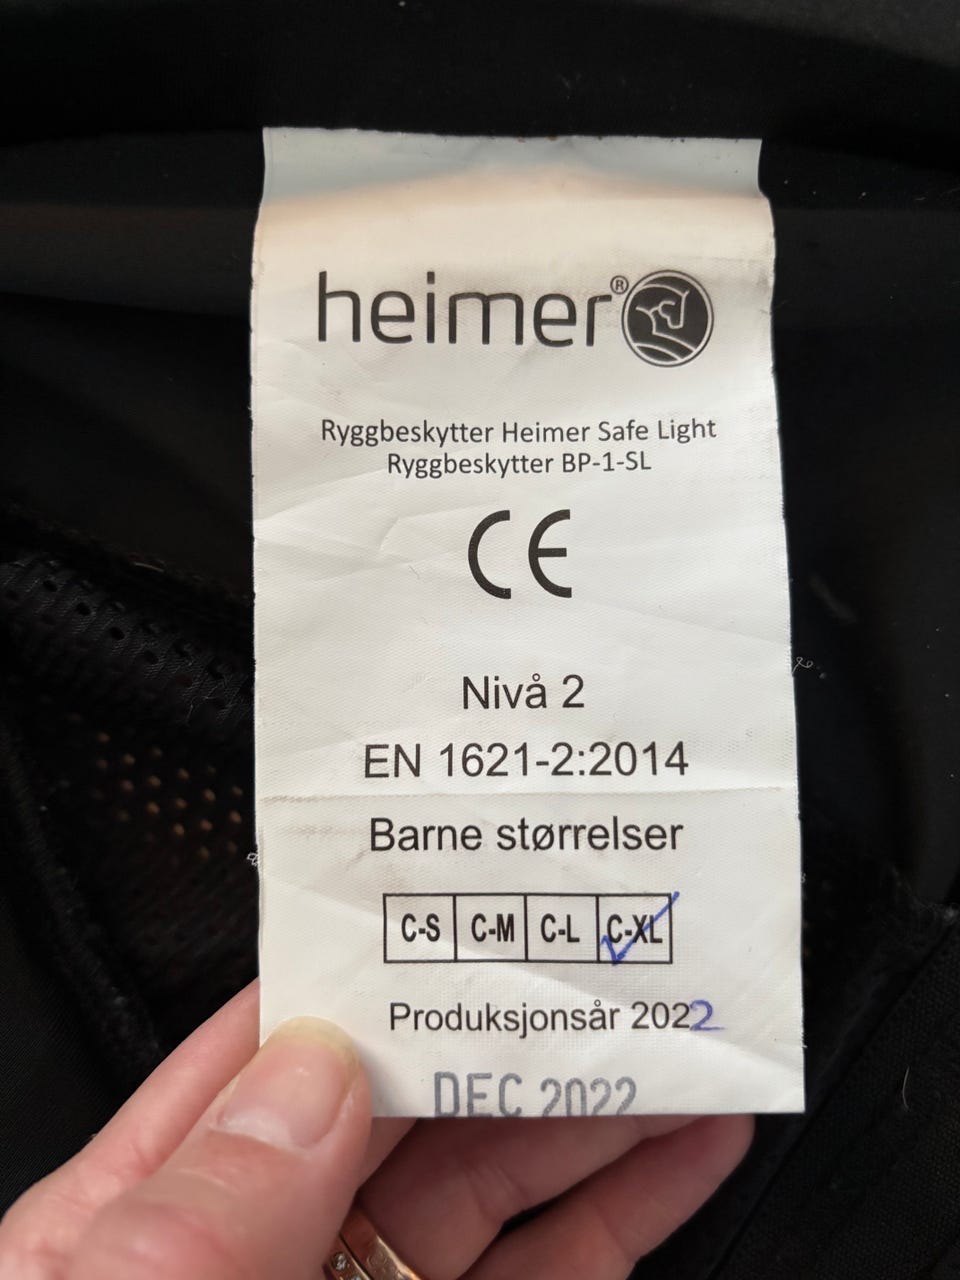 heimer®
Ryggbeskytter Heimer Safe Light
Ryggbeskytter BP-1-SL
CE
Nivå 2
EN 1621-2:2014
Barne størrelser
C-S C-M C-L C-XL
Produksjonsår 2022
DEC 2022